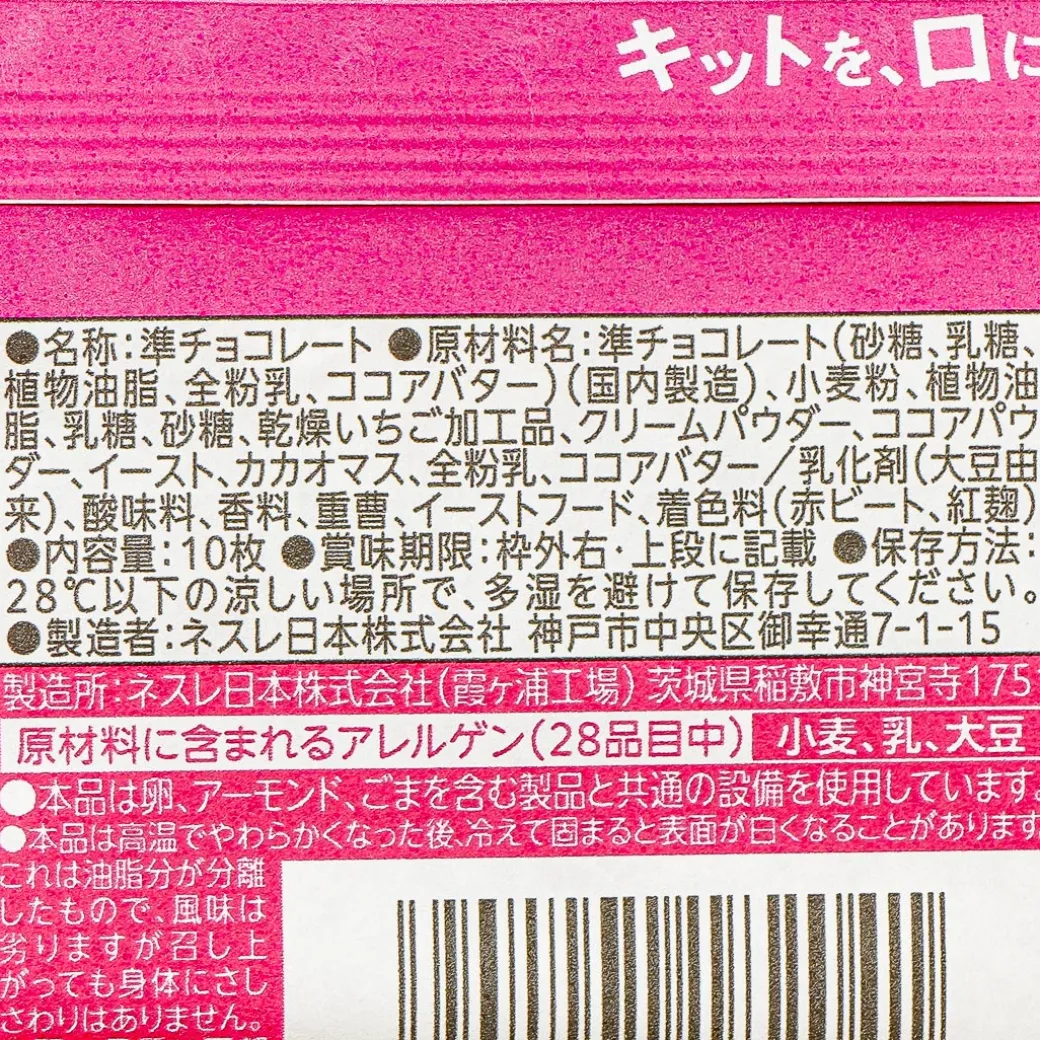 キットを、口に
●名称：準チョコレート ●原材料名：準チョコレート（砂糖、乳糖、
植物油脂、全粉乳、ココアバター）（国内製造）、小麦粉、植物油
脂、乳糖、砂糖、乾燥いちご加工品、クリームパウダー、ココアパウ
ダー、イースト、カカオマス、全粉乳、ココアバター／乳化剤（大豆由
来）、酸味料、香料、重曹、イーストフード、着色料（赤ビート、紅麹）
●内容量：10枚 ●賞味期限：枠外右・上段に記載 ●保存方法：
28℃以下の涼しい場所で、多湿を避けて保存してください。
●製造者：ネスレ日本株式会社 神戸市中央区御幸通7-1-15
製造所：ネスレ日本株式会社（霞ヶ浦工場） 茨城県稲敷市神宮寺175
原材料に含まれるアレルゲン（28品目中） 小麦、乳、大豆
●本品は卵、アーモンド、ごまを含む製品と共通の設備を使用しています。
●本品は高温でやわらかくなった後、冷えて固まると表面が白くなることがあります
これは油脂分が分離
したもので、風味は
劣りますが召し上
がっても身体にさし
さわりはありません。